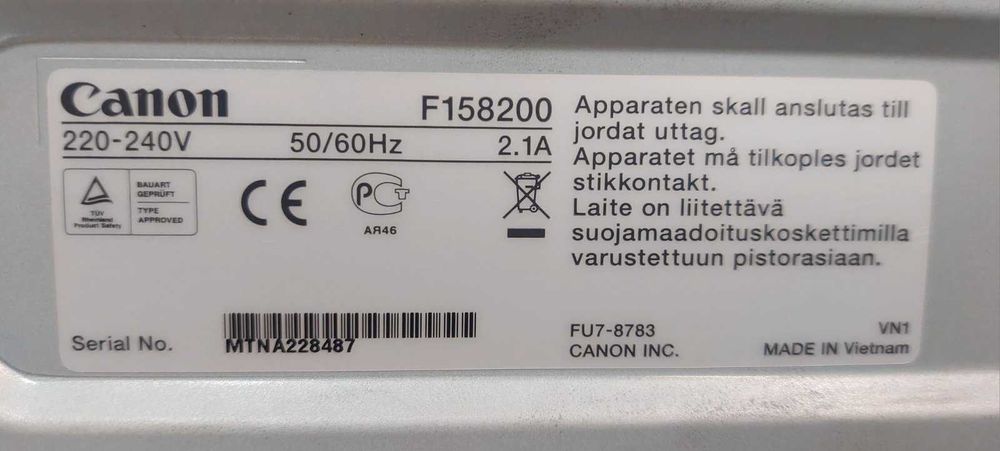 Canon
F158200
220-240V 50/60Hz 2.1A
TÜV
Rheinland
Product Safety
BAUART
GEPRÜFT
TYPE
APPROVED
CE
РСТ
АЯ46
Apparaten skall anslutas till
jordat uttag.
Apparatet må tilkoples jordet
stikkontakt.
Laite on liitettävä
suojamaadoituskoskettimilla
varustettuun pistorasiaan.
Serial No. MTNA228487
FU7-8783 VN1
CANON INC. MADE IN Vietnam